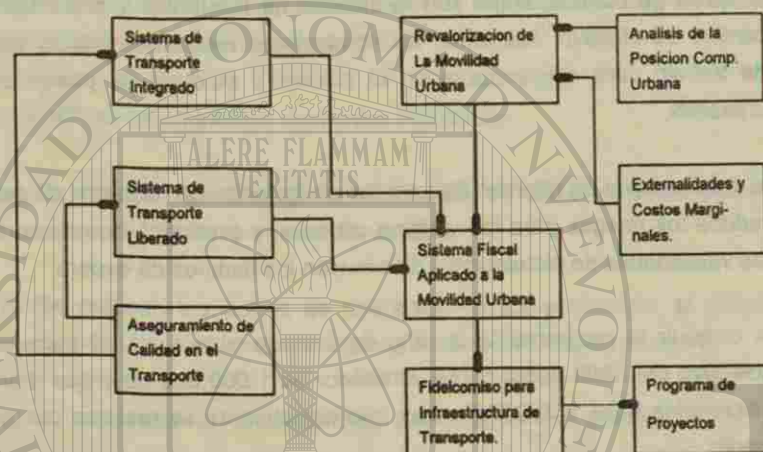 Sistema de
Transporte
Integrado
Revalorizacion de
La Movilidad
Urbana
Analisis de la
Posicion Comp.
Urbana
Sistema de
Transporte
Liberado
Externalidades y
Costos Margi-
nales.
Sistema Fiscal
Aplicado a la
Movilidad Urbana
Aseguramiento de
Calidad en el
Transporte
Fideicomiso para
Infraestructura de
Transporte.
Programa de
Proyectos
ALERE FLAMMAM
VERITATIS